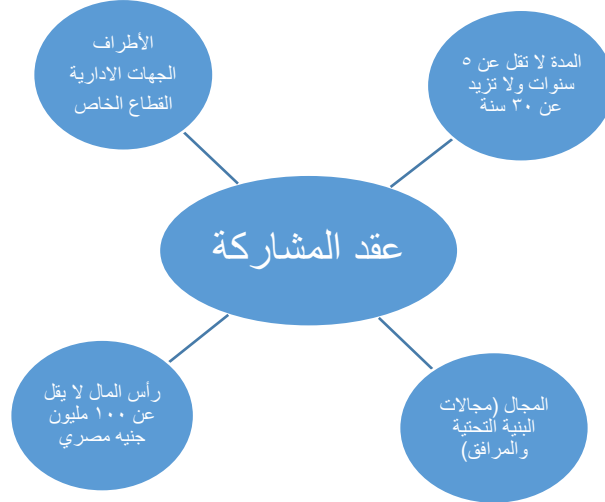 الأطراف
الجهات الادارية
القطاع الخاص
المدة لا تقل عن ٥
سنوات ولا تزيد
عن ٣٠ سنة
عقد المشاركة
رأس المال لا يقل
عن ١٠٠ مليون
جنيه مصري
المجال (مجالات
البنية التحتية
والمرافق)